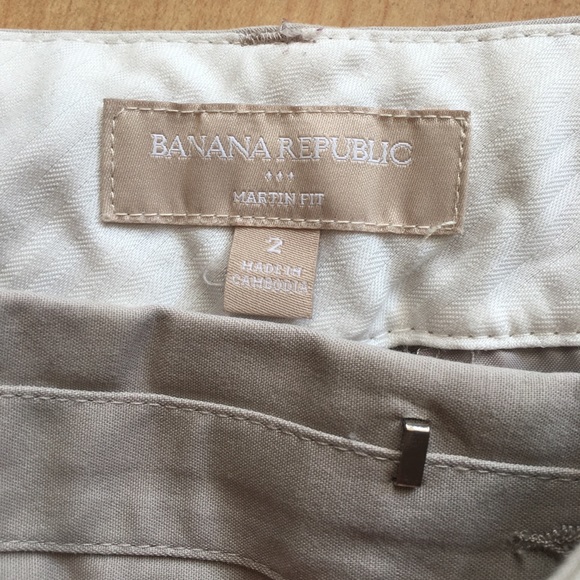 BANANA REPUBLIC
MARTIN FIT
2
MADE IN
CAMBODIA